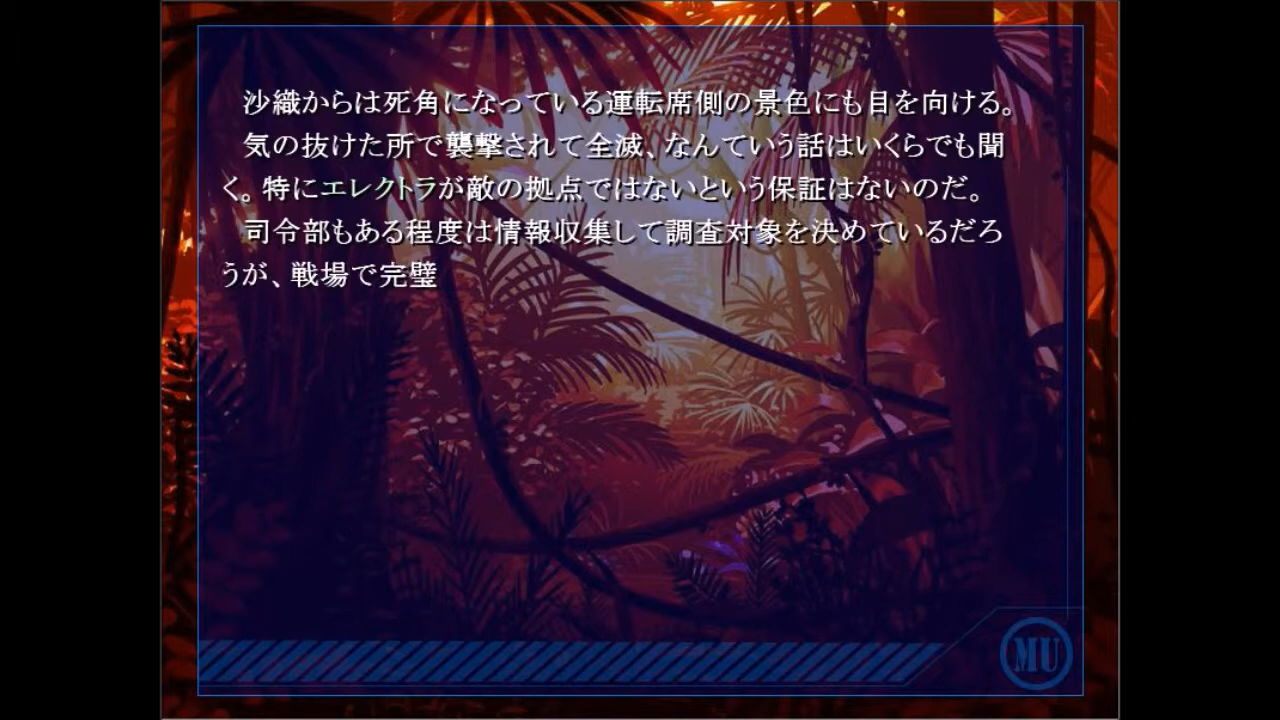 沙織からは死角になっている運転席側の景色にも目を向ける。
気の抜けた所で襲撃されて全滅、なんていう話はいくらでも聞
く。特にエレクトラが敵の拠点ではないという保証はないのだ。
司令部もある程度は情報収集して調査対象を決めているだろ
うが、戦場で完璧
MU